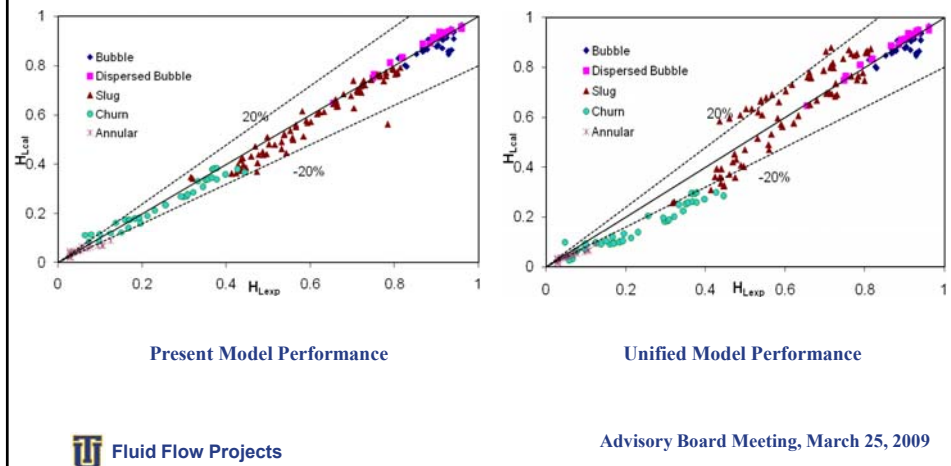 1
0.8
0.6
0.4
0.2
0
0
0.2
0.4
0.6
0.8
1
HLcal
HLexp
Bubble
Dispersed Bubble
Slug
Churn
Annular
20%
-20%
1
0.8
0.6
0.4
0.2
0
0
0.2
0.4
0.6
0.8
1
HLcal
HLexp
Bubble
Dispersed Bubble
Slug
Churn
Annular
20%
-20%
Present Model Performance
Unified Model Performance
TU
Fluid Flow Projects
Advisory Board Meeting, March 25, 2009